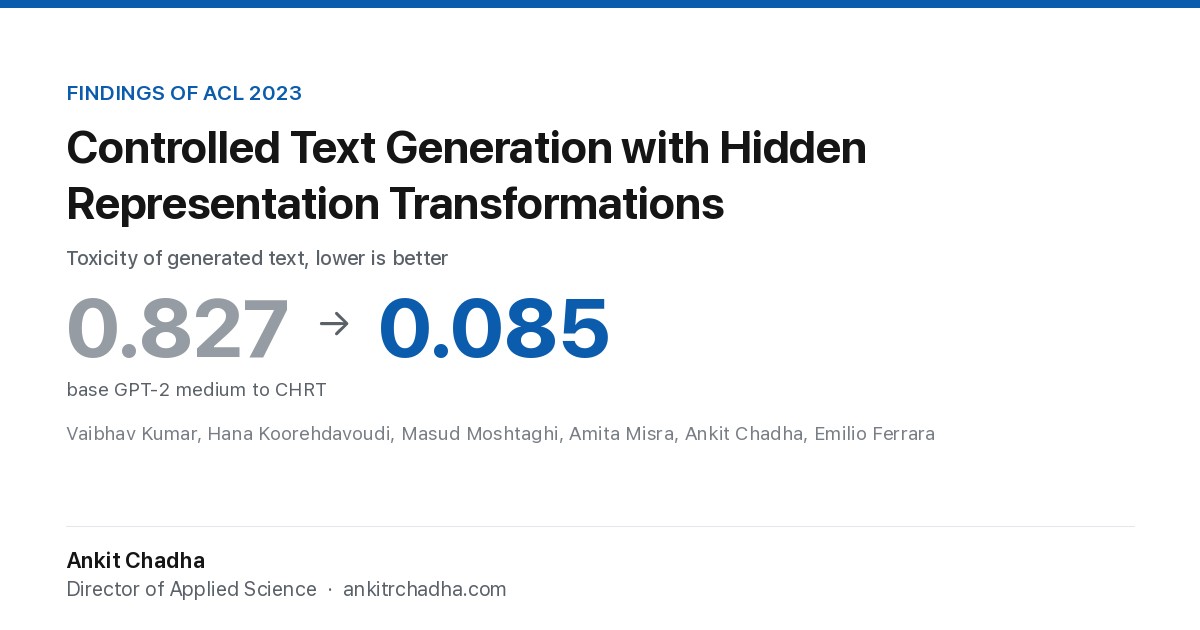 FINDINGS OF ACL 2023
Controlled Text Generation with Hidden
Representation Transformations
Toxicity of generated text, lower is better
0.827 → 0.085
base GPT-2 medium to CHRT
Vaibhav Kumar, Hana Koorehdavoudi, Masud Moshtaghi, Amita Misra, Ankit Chadha, Emilio Ferrara
Ankit Chadha
Director of Applied Science · ankitrchadha.com